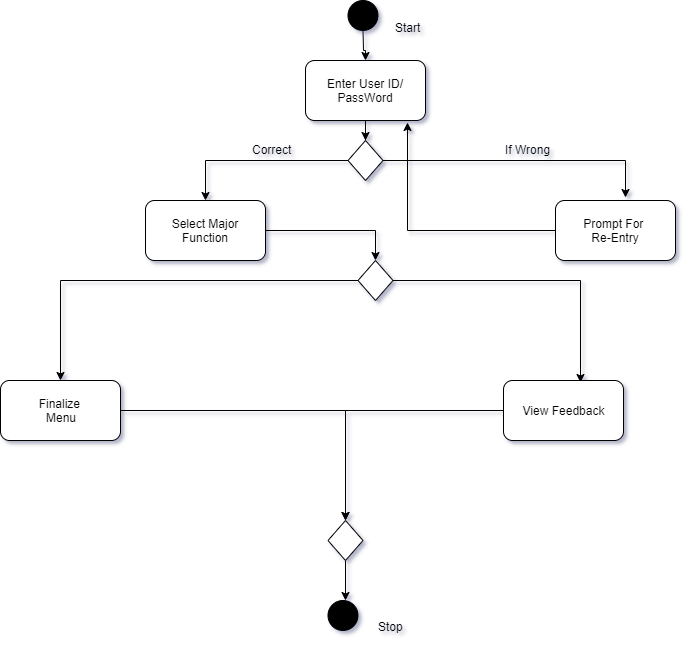 Start
Enter User ID/
PassWord
Correct
If Wrong
Select Major
Function
Prompt For
Re-Entry
Finalize
Menu
View Feedback
Stop